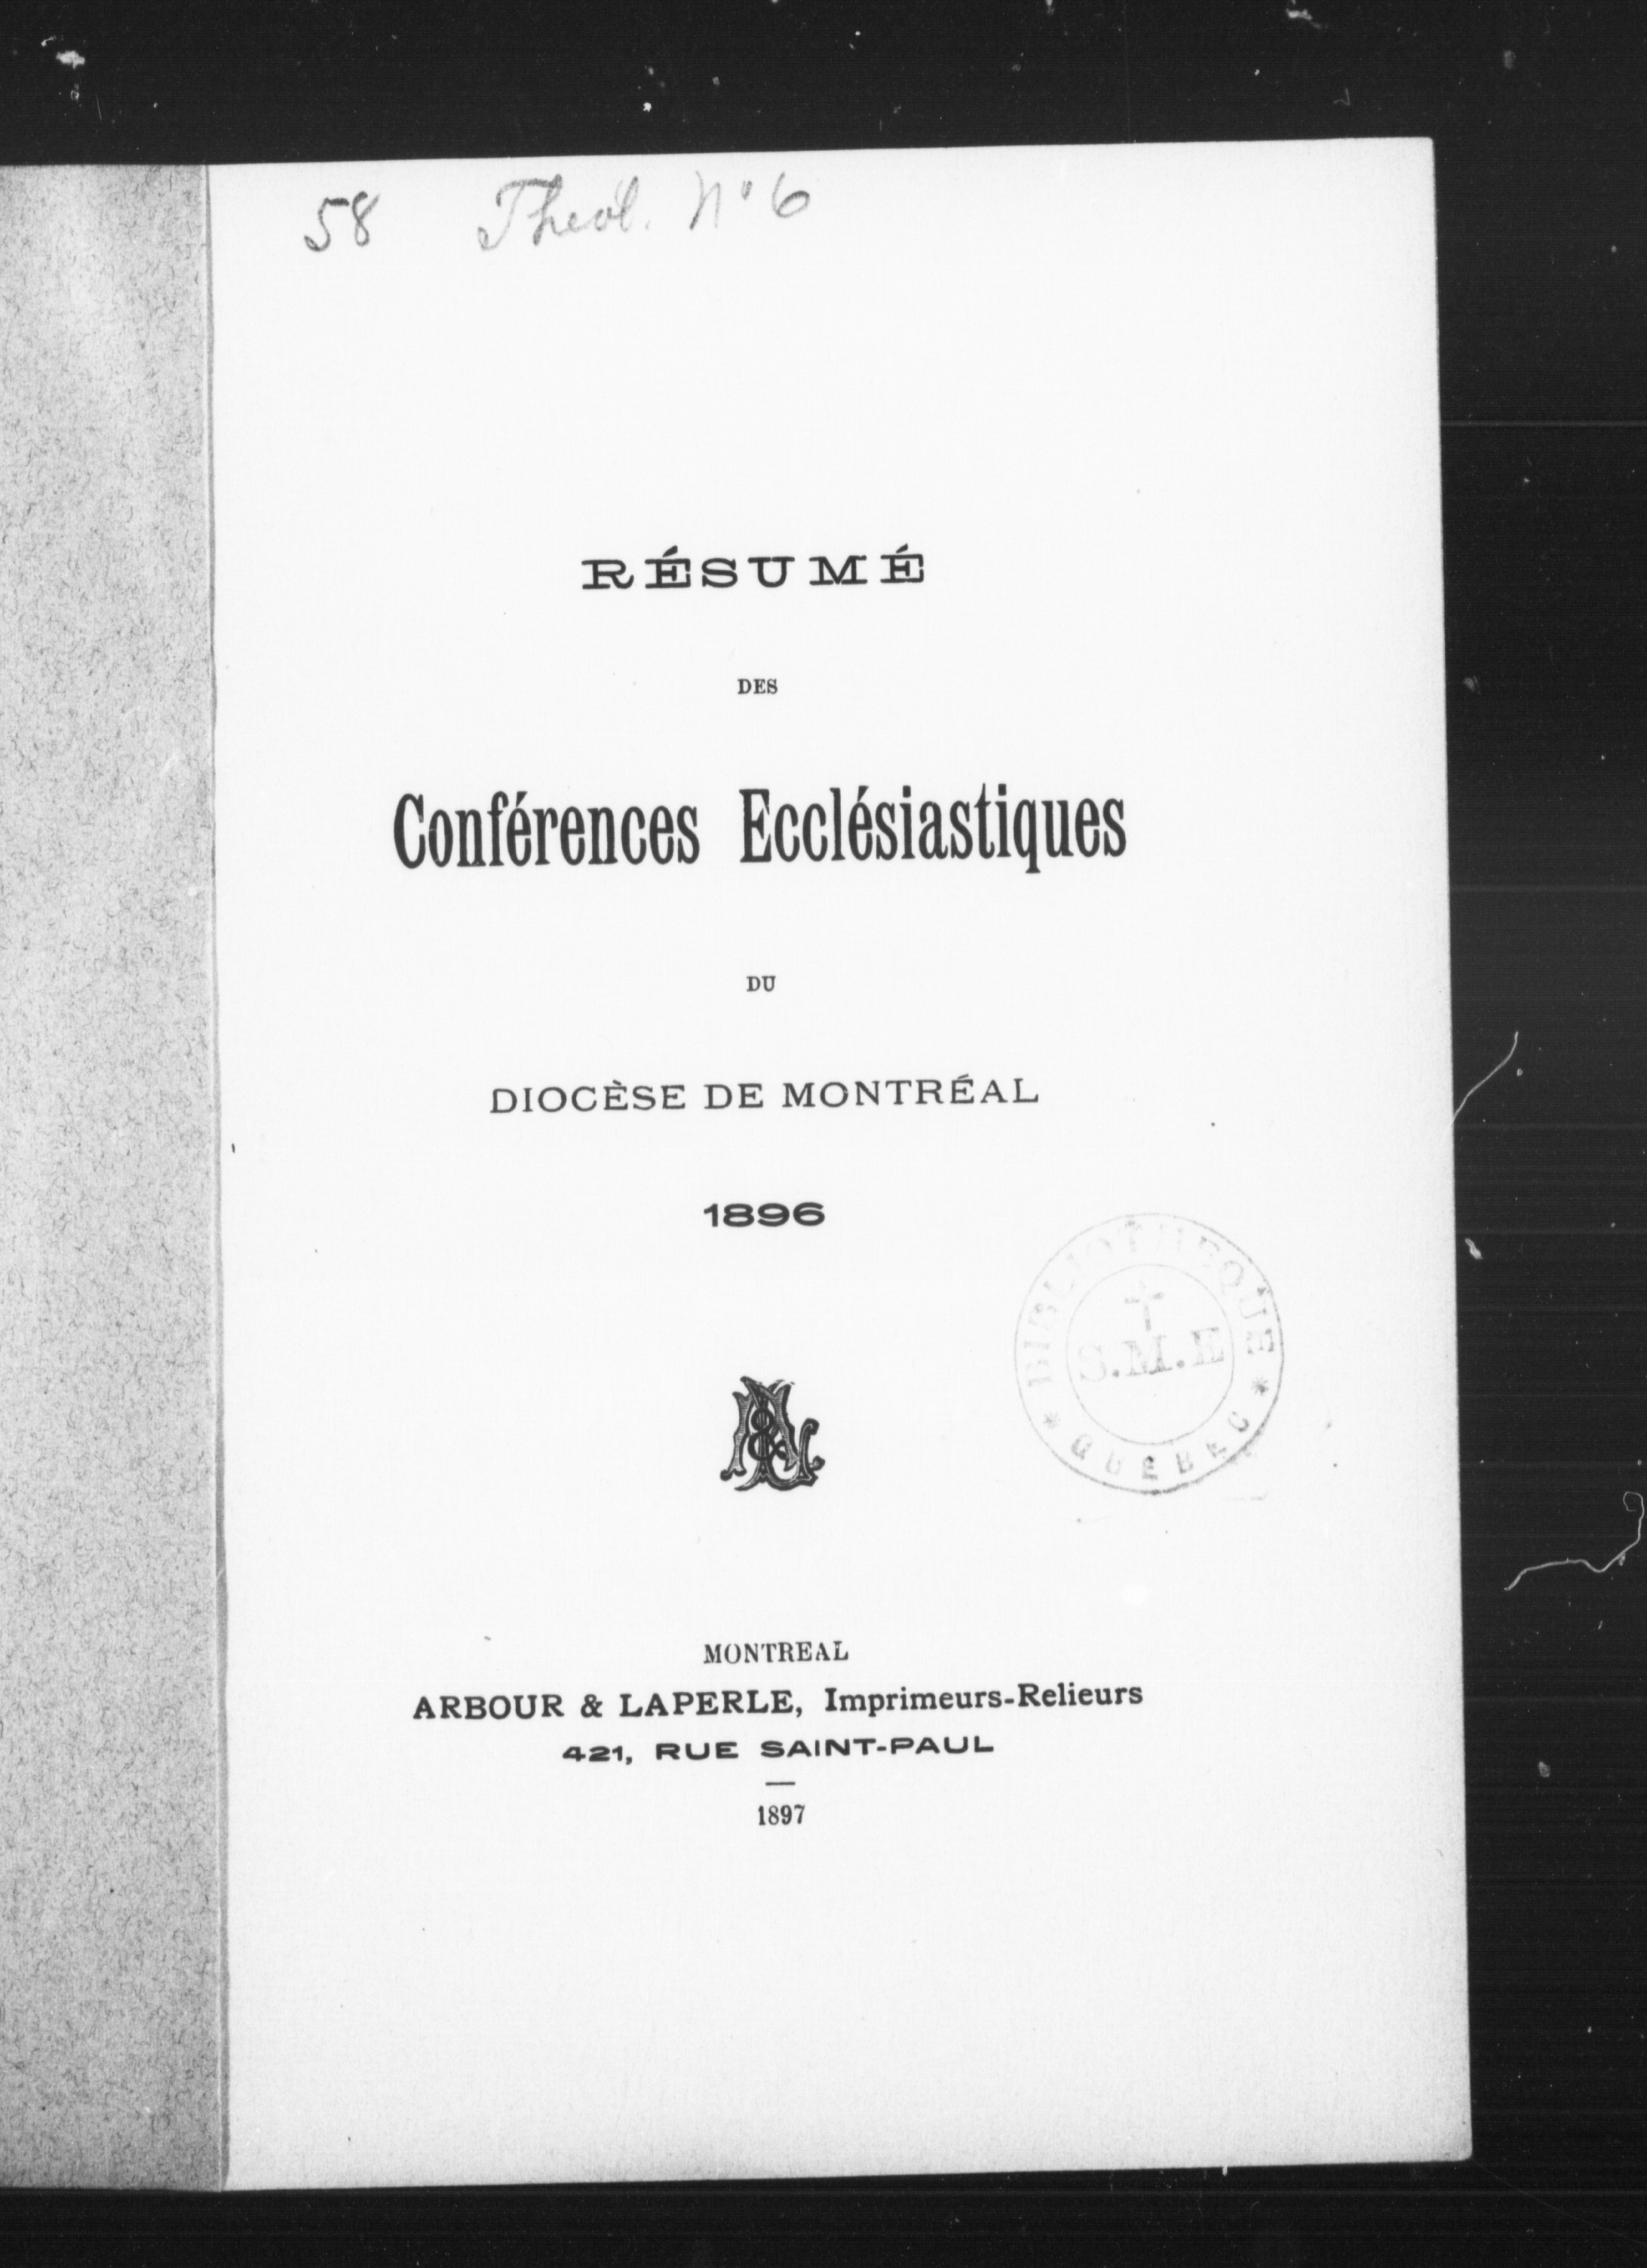 58 Theol. N° 6
RÉSUMÉ
DES
Conférences Ecclésiastiques
DU
DIOCÈSE DE MONTRÉAL
1896
BIBLIOTHEQUE
S.M.E
* QUEBEC *
A & L
MONTREAL
ARBOUR & LAPERLE, Imprimeurs-Relieurs
421, RUE SAINT-PAUL
1897